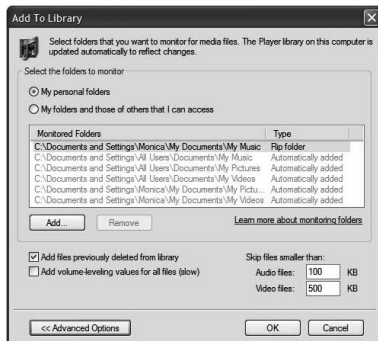 Add To Library
Select folders that you want to monitor for media files. The Player library on this computer is
updated automatically to reflect changes.
Select the folders to monitor
My personal folders
My folders and those of others that I can access
Monitored Folders Type
C:\Documents and Settings\Monica\My Documents\My Music Rip folder
C:\Documents and Settings\All Users\Documents\My Music Automatically added
C:\Documents and Settings\All Users\Documents\My Pictures Automatically added
C:\Documents and Settings\All Users\Documents\My Videos Automatically added
C:\Documents and Settings\Monica\My Documents\My Pictu... Automatically added
C:\Documents and Settings\Monica\My Documents\My Videos Automatically added
Add... Remove Learn more about monitoring folders
Add files previously deleted from library Skip files smaller than:
Add volume-leveling values for all files (slow) Audio files: 100 KB
Video files: 500 KB
<< Advanced Options OK Cancel